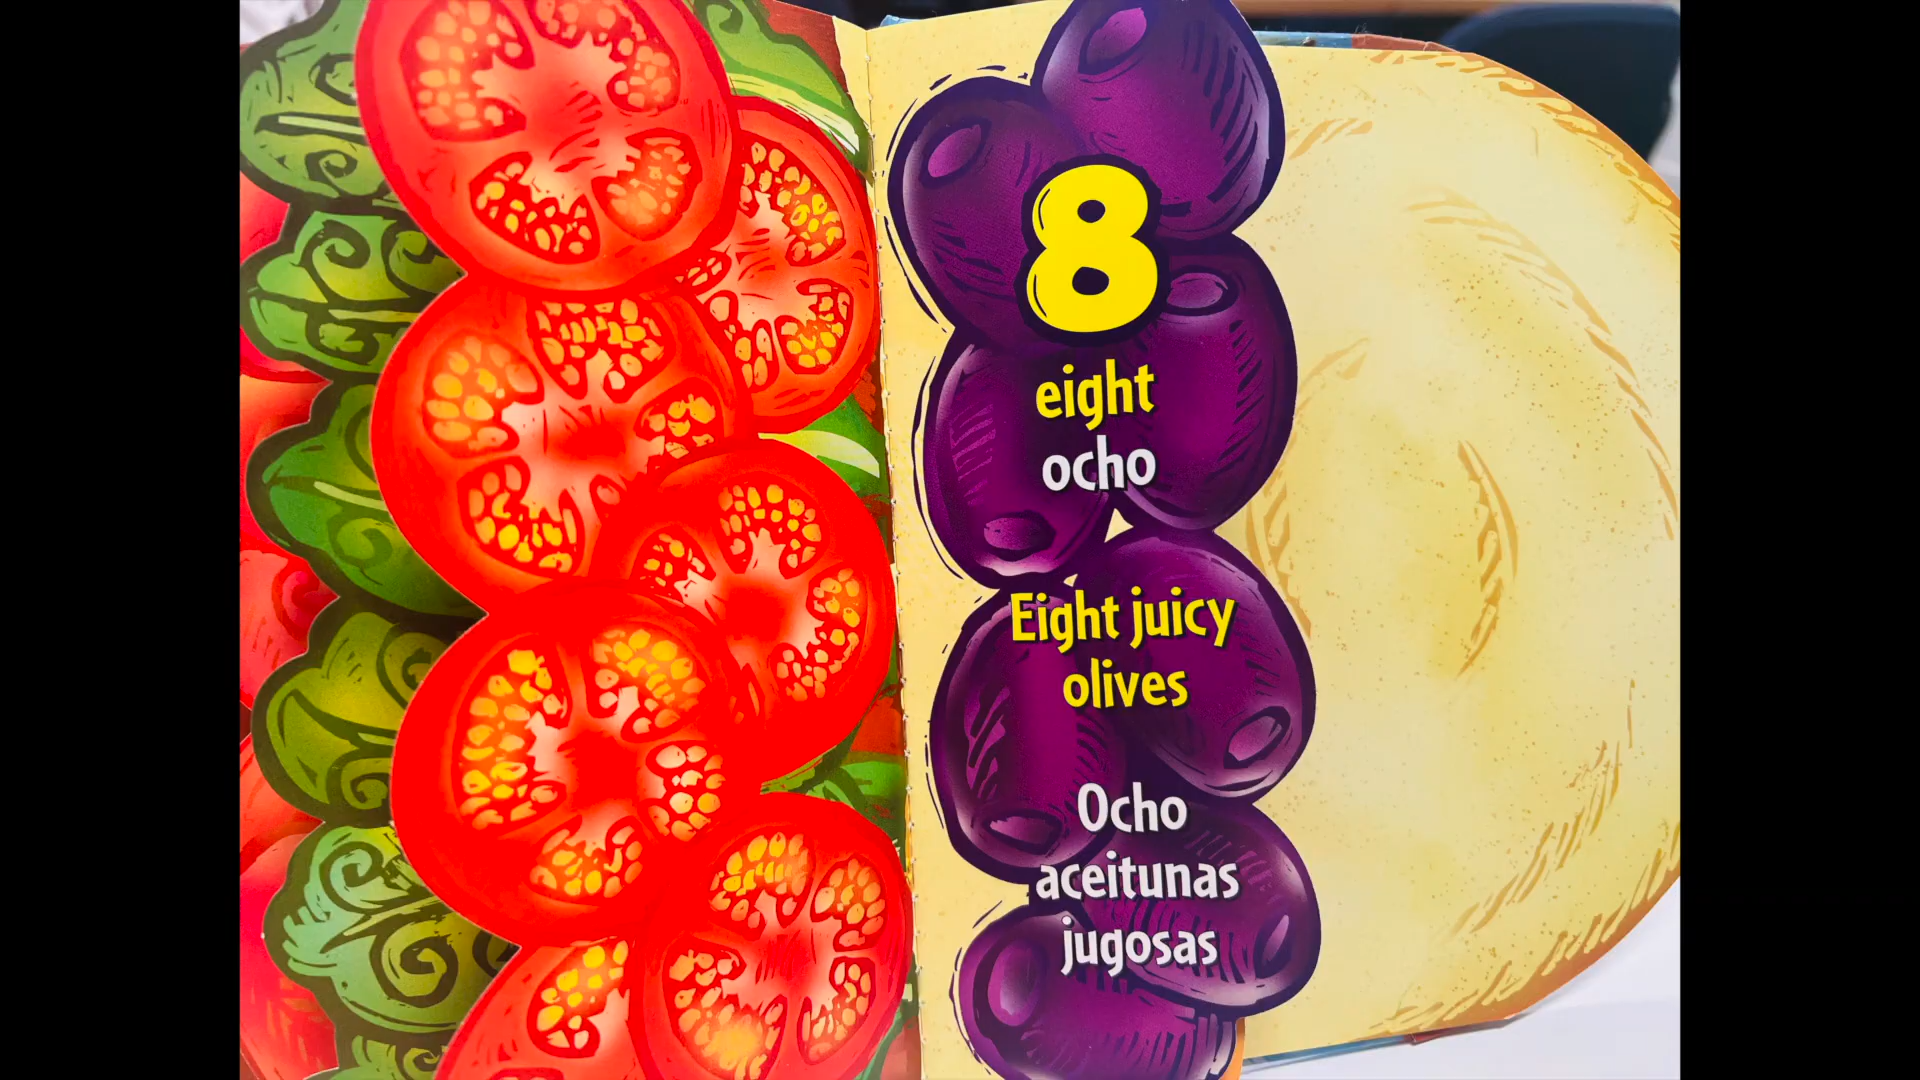 8
eight
ocho
Eight juicy
olives
Ocho
aceitunas
jugosas